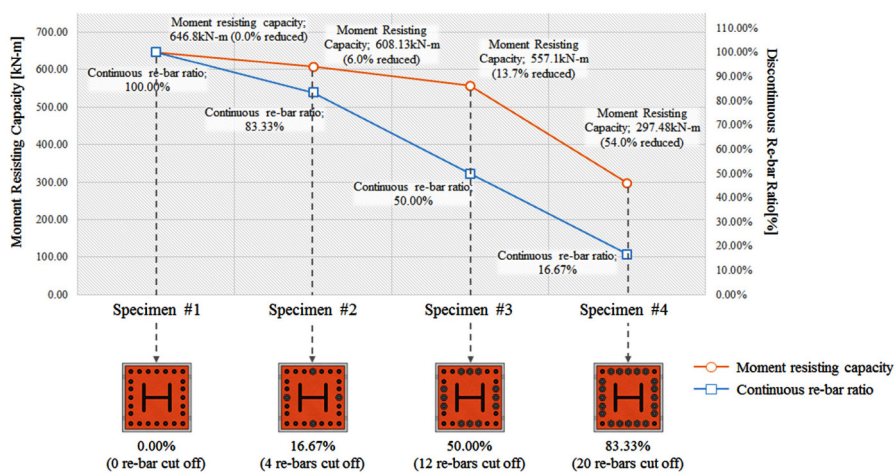 Moment resisting capacity;
646.8kN-m (0.0% reduced)
Moment Resisting
Capacity; 608.13kN-m
(6.0% reduced)
Moment Resisting
Capacity; 557.1kN-m
(13.7% reduced)
Moment Resisting
Capacity; 297.48kN-m
(54.0% reduced)
Continuous re-bar ratio;
100.00%
Continuous re-bar ratio;
83.33%
Continuous re-bar ratio;
50.00%
Continuous re-bar ratio;
16.67%
Moment Resisting Capacity [kN-m]
700.00
600.00
500.00
400.00
300.00
200.00
100.00
0.00
110.00%
100.00%
90.00%
80.00%
70.00%
60.00%
50.00%
40.00%
30.00%
20.00%
10.00%
0.00%
Discontinuous Re-bar
Ratio[%]
Specimen #1
Specimen #2
Specimen #3
Specimen #4
Moment resisting capacity
Continuous re-bar ratio
0.00%
(0 re-bar cut off)
16.67%
(4 re-bars cut off)
50.00%
(12 re-bars cut off)
83.33%
(20 re-bars cut off)